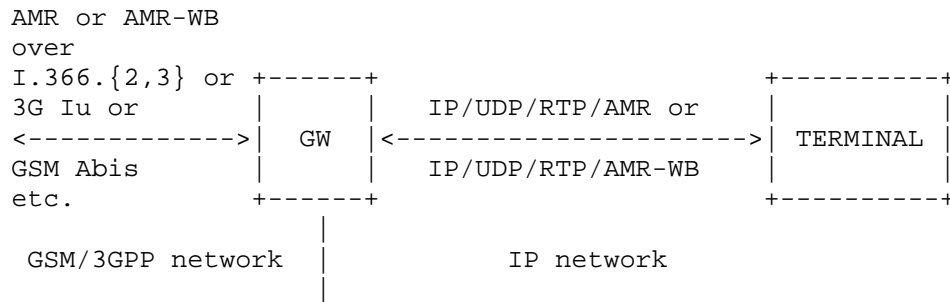 AMR or AMR-WB
over
I.366.{2,3} or +------+                        +----------+
3G Iu or       |      |   IP/UDP/RTP/AMR or    |          |
<------------->|  GW  |<---------------------->| TERMINAL |
GSM Abis       |      |   IP/UDP/RTP/AMR-WB    |          |
etc.           +------+                        +----------+
                   |
 GSM/3GPP network  |           IP network
                   |